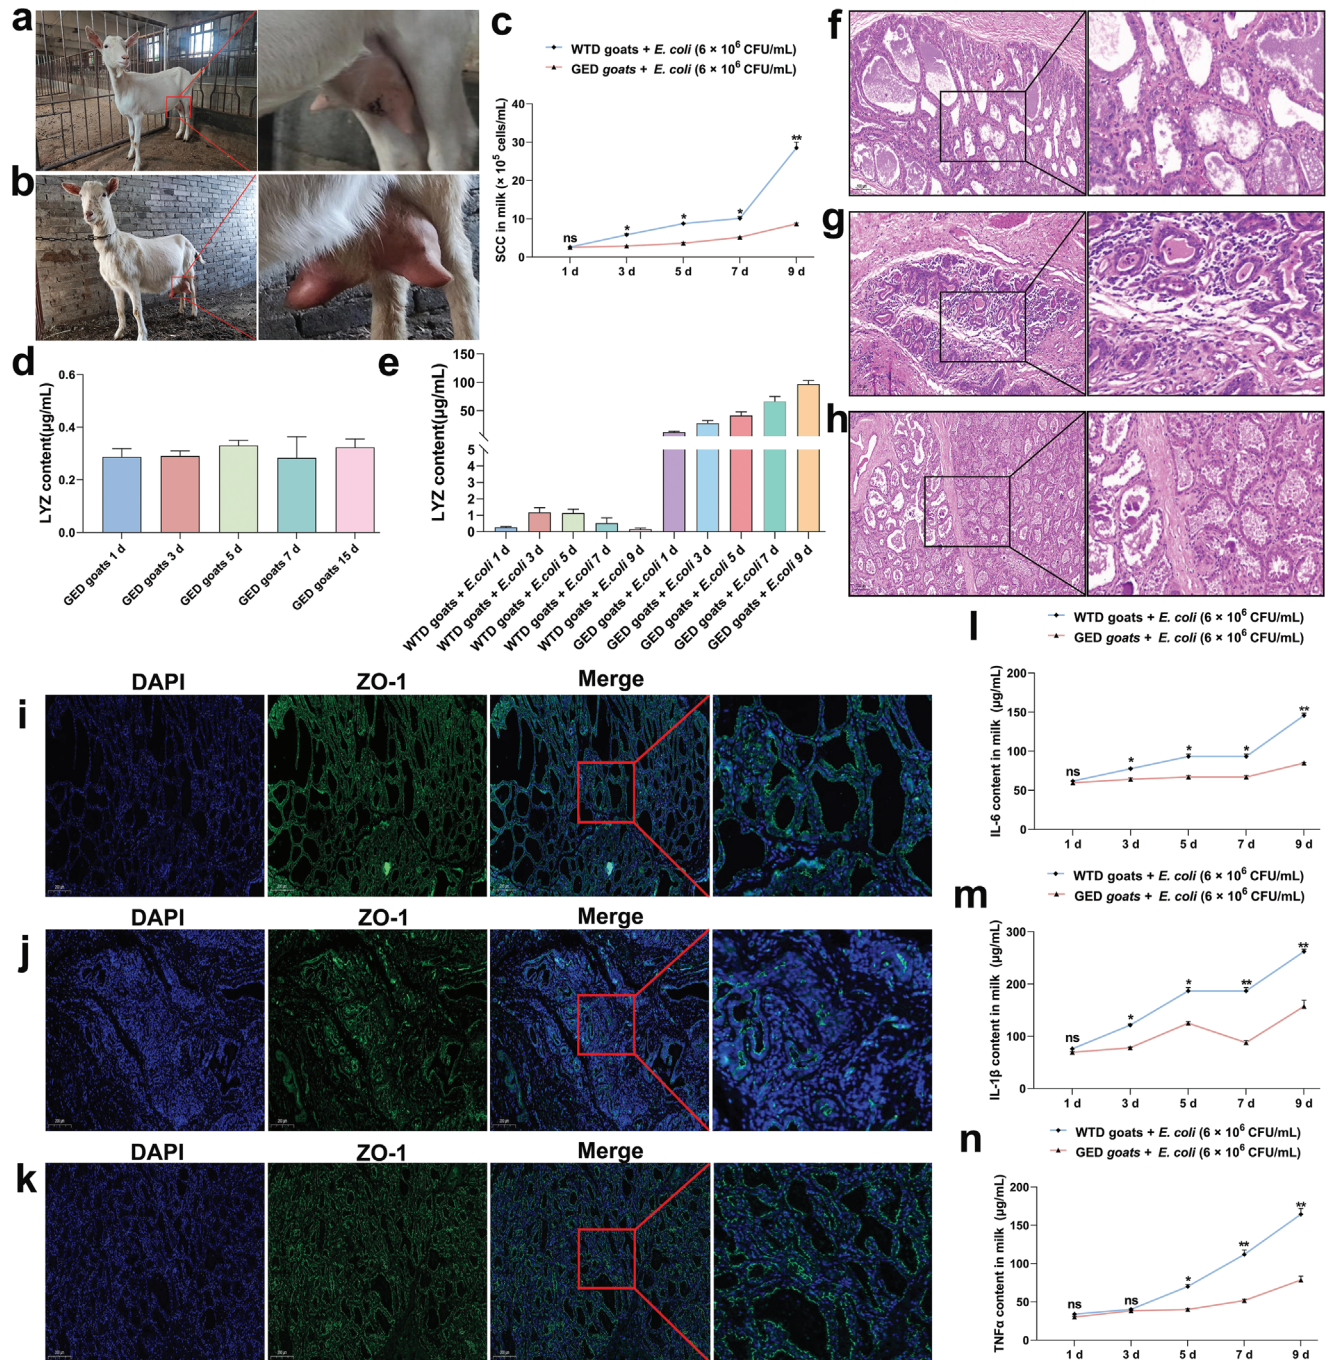 a
b
c
WTD goats + E. coli (6 × 10⁶ CFU/mL)
GED goats + E. coli (6 × 10⁶ CFU/mL)
SCC in milk (× 10⁵ cells/mL)
40
30
20
10
0
ns
*
*
*
**
1 d
3 d
5 d
7 d
9 d
d
LYZ content(µg/mL)
0.6
0.4
0.2
0.0
GED goats 1 d
GED goats 3 d
GED goats 5 d
GED goats 7 d
GED goats 15 d
e
LYZ content(µg/mL)
150
100
50
5
4
3
2
1
0
WTD goats + E.coli 1 d
WTD goats + E.coli 3 d
WTD goats + E.coli 5 d
WTD goats + E.coli 7 d
WTD goats + E.coli 9 d
GED goats + E.coli 1 d
GED goats + E.coli 3 d
GED goats + E.coli 5 d
GED goats + E.coli 7 d
GED goats + E.coli 9 d
f
g
h
i
DAPI
ZO-1
Merge
j
DAPI
ZO-1
Merge
k
DAPI
ZO-1
Merge
l
WTD goats + E. coli (6 × 10⁶ CFU/mL)
GED goats + E. coli (6 × 10⁶ CFU/mL)
IL-6 content in milk (µg/mL)
200
150
100
50
0
ns
*
*
*
**
1 d
3 d
5 d
7 d
9 d
m
WTD goats + E. coli (6 × 10⁶ CFU/mL)
GED goats + E. coli (6 × 10⁶ CFU/mL)
IL-1β content in milk (µg/mL)
300
200
100
0
ns
*
*
**
**
1 d
3 d
5 d
7 d
9 d
n
WTD goats + E. coli (6 × 10⁶ CFU/mL)
GED goats + E. coli (6 × 10⁶ CFU/mL)
TNFα content in milk (µg/mL)
200
150
100
50
0
ns
ns
*
**
**
1 d
3 d
5 d
7 d
9 d